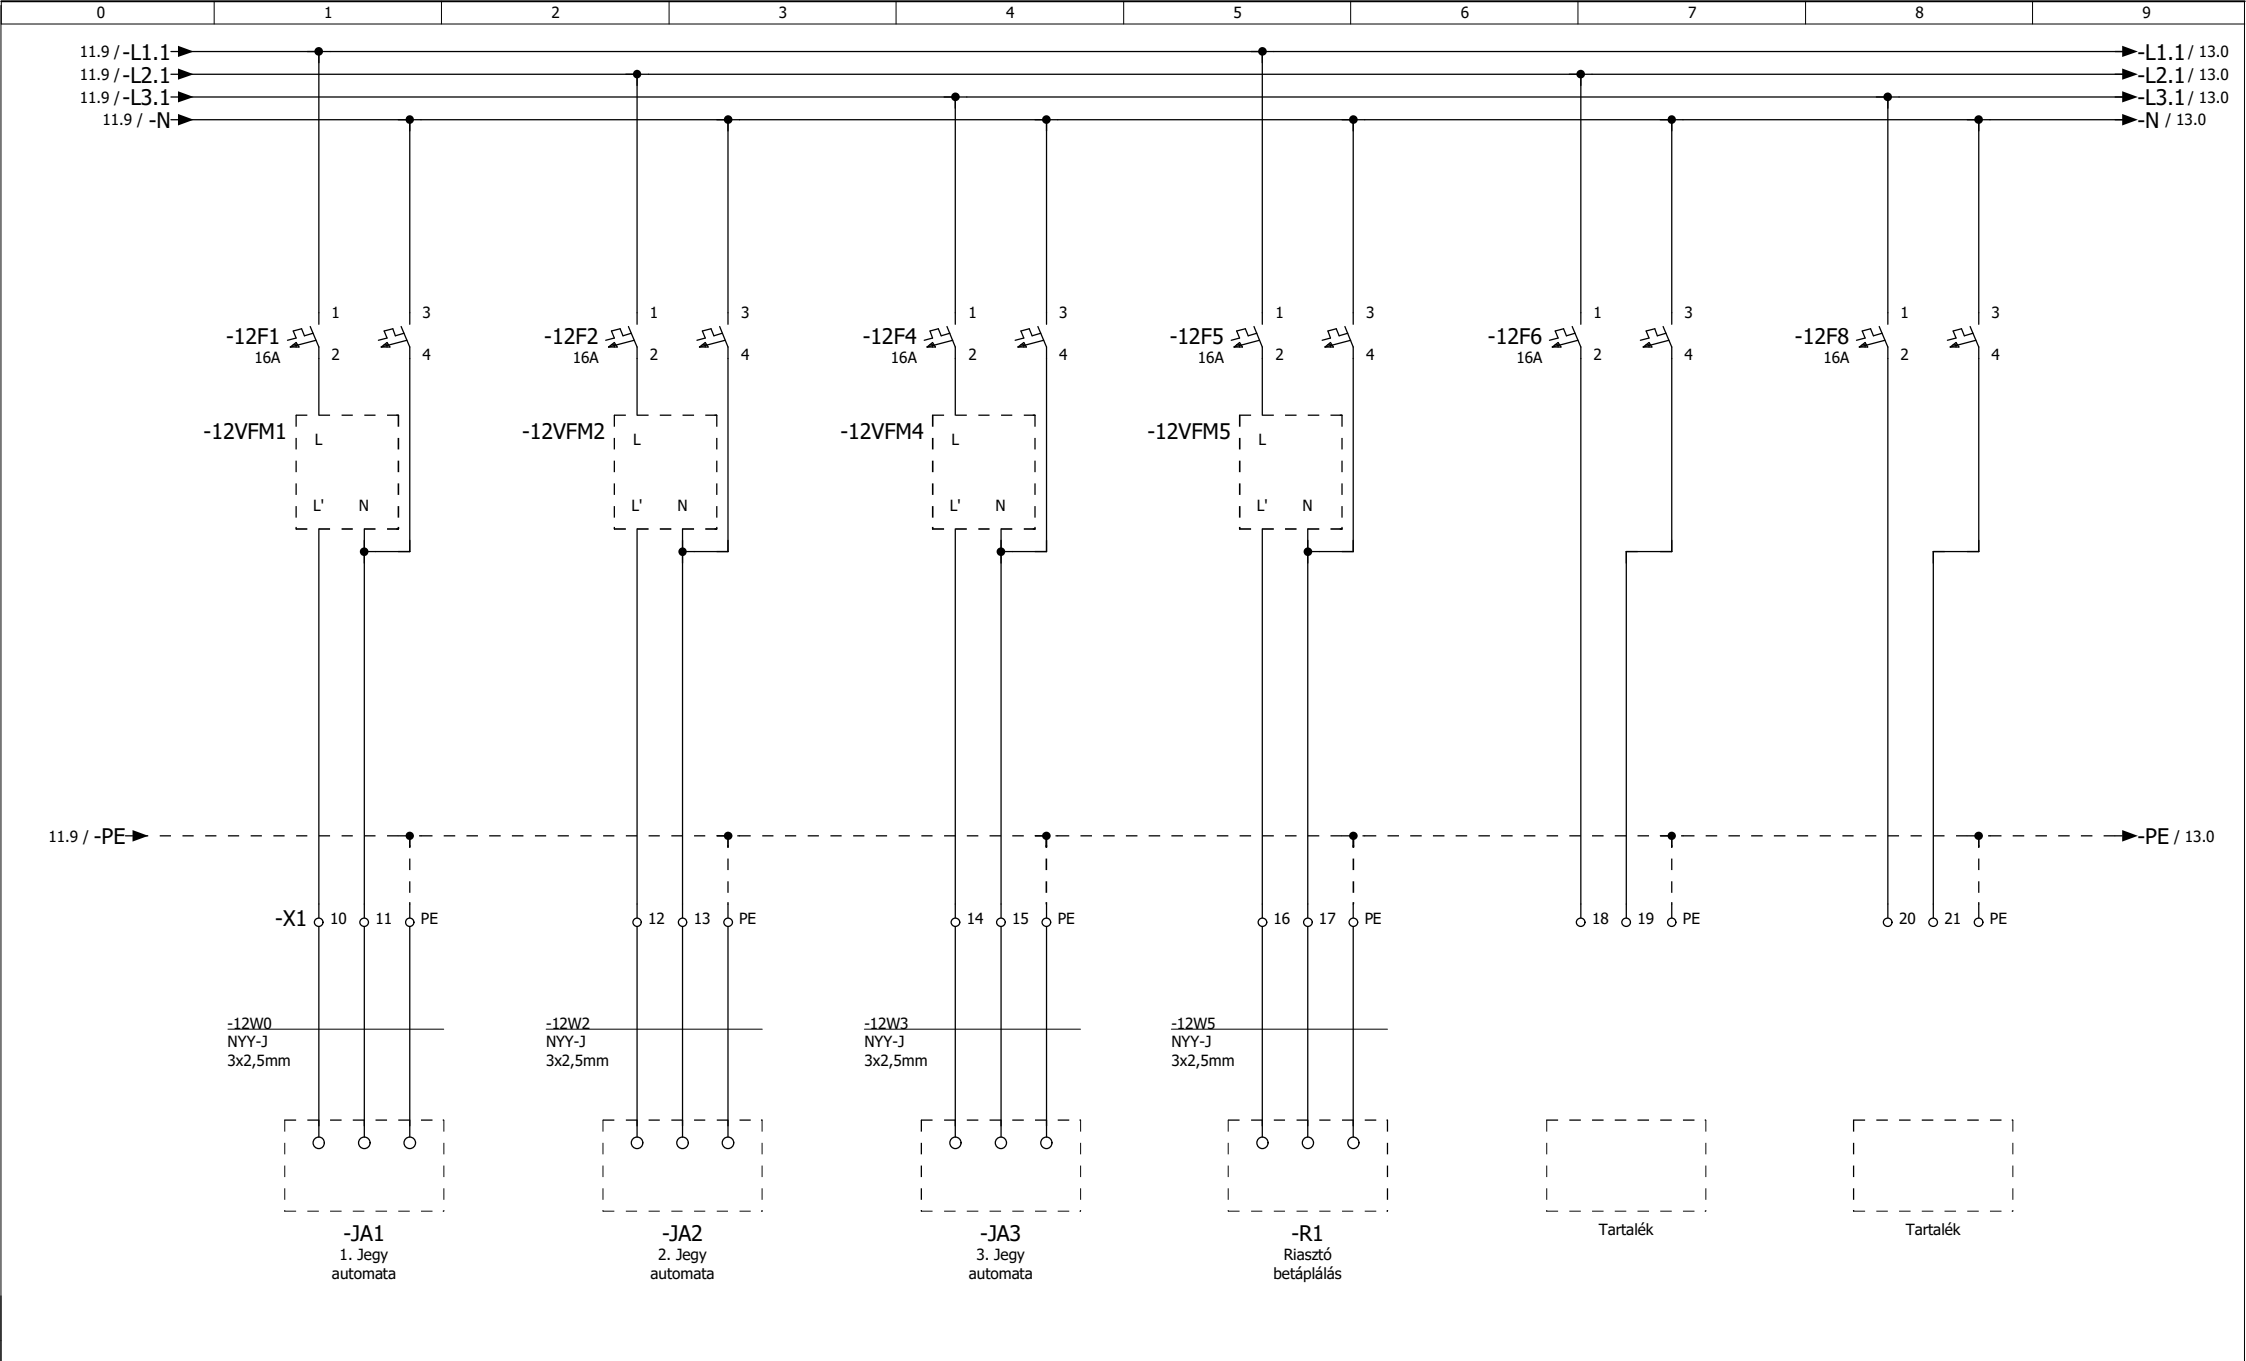 0 1 2 3 4 5 6 7 8 9
11.9 / -L1.1 -L1.1 / 13.0
11.9 / -L2.1 -L2.1 / 13.0
11.9 / -L3.1 -L3.1 / 13.0
11.9 / -N -N / 13.0
1 3 1 3 1 3 1 3 1 3 1 3
-12F1 -12F2 -12F4 -12F5 -12F6 -12F8
16A 2 4 16A 2 4 16A 2 4 16A 2 4 16A 2 4 16A 2 4
-12VFM1 L -12VFM2 L -12VFM4 L -12VFM5 L
L' N L' N L' N L' N
11.9 / -PE -PE / 13.0
-X1 10 11 PE 12 13 PE 14 15 PE 16 17 PE 18 19 PE 20 21 PE
-12W0 -12W2 -12W3 -12W5
NYY-J NYY-J NYY-J NYY-J
3x2,5mm 3x2,5mm 3x2,5mm 3x2,5mm
-JA1 -JA2 -JA3 -R1 Tartalék Tartalék
1. Jegy 2. Jegy 3. Jegy Riasztó
automata automata automata betáplálás